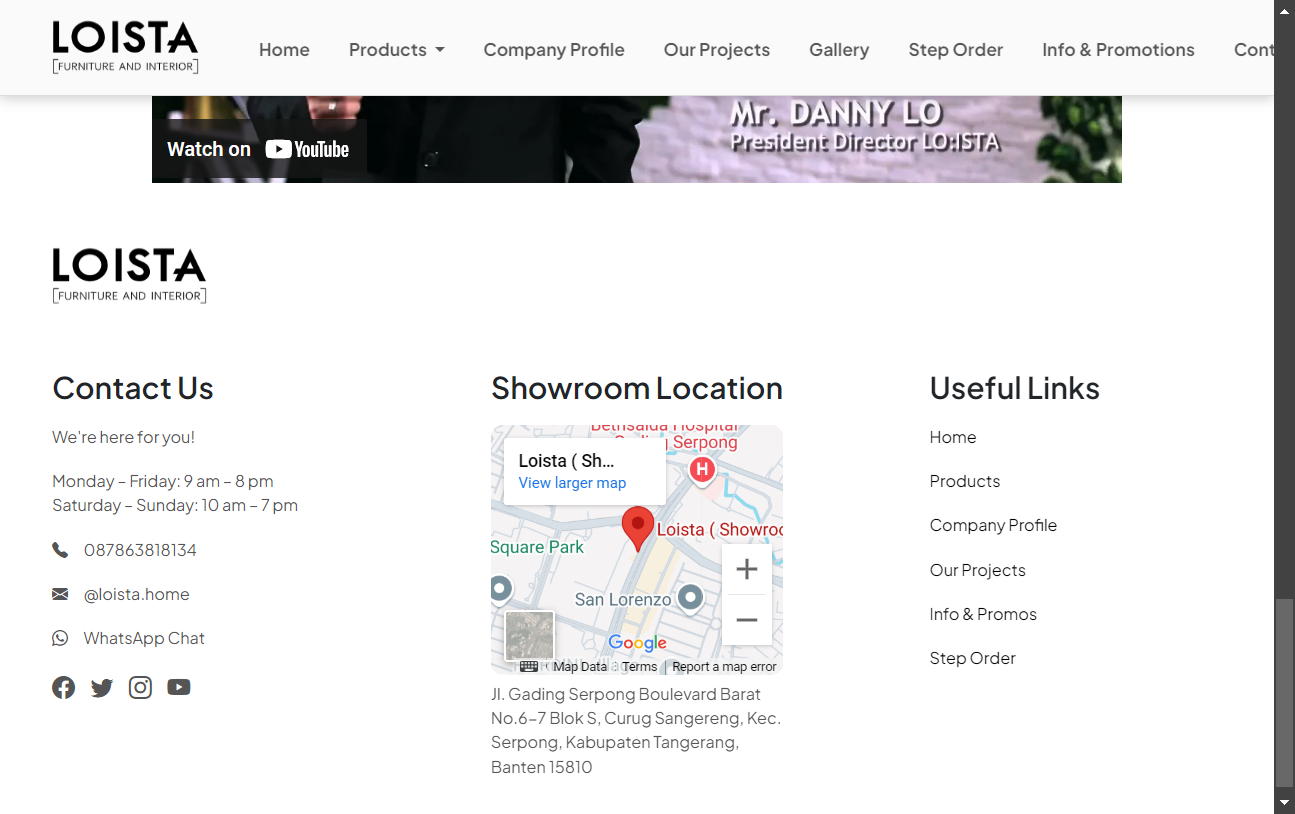 LOISTA
[FURNITURE AND INTERIOR]
Home
Products
Company Profile
Our Projects
Gallery
Step Order
Info & Promotions
Cont
Mr. DANNY LO
President Director LO:ISTA
Watch on YouTube
LOISTA
[FURNITURE AND INTERIOR]
Contact Us
We're here for you!
Monday – Friday: 9 am – 8 pm
Saturday – Sunday: 10 am – 7 pm
087863818134
@loista.home
WhatsApp Chat
Showroom Location
Bethsaida Hospital
Gading Serpong
Loista ( Sh...
View larger map
H
Loista ( Showroo
Square Park
San Lorenzo
Google
Map Data
Terms
Report a map error
Jl. Gading Serpong Boulevard Barat
No.6-7 Blok S, Curug Sangereng, Kec.
Serpong, Kabupaten Tangerang,
Banten 15810
Useful Links
Home
Products
Company Profile
Our Projects
Info & Promos
Step Order